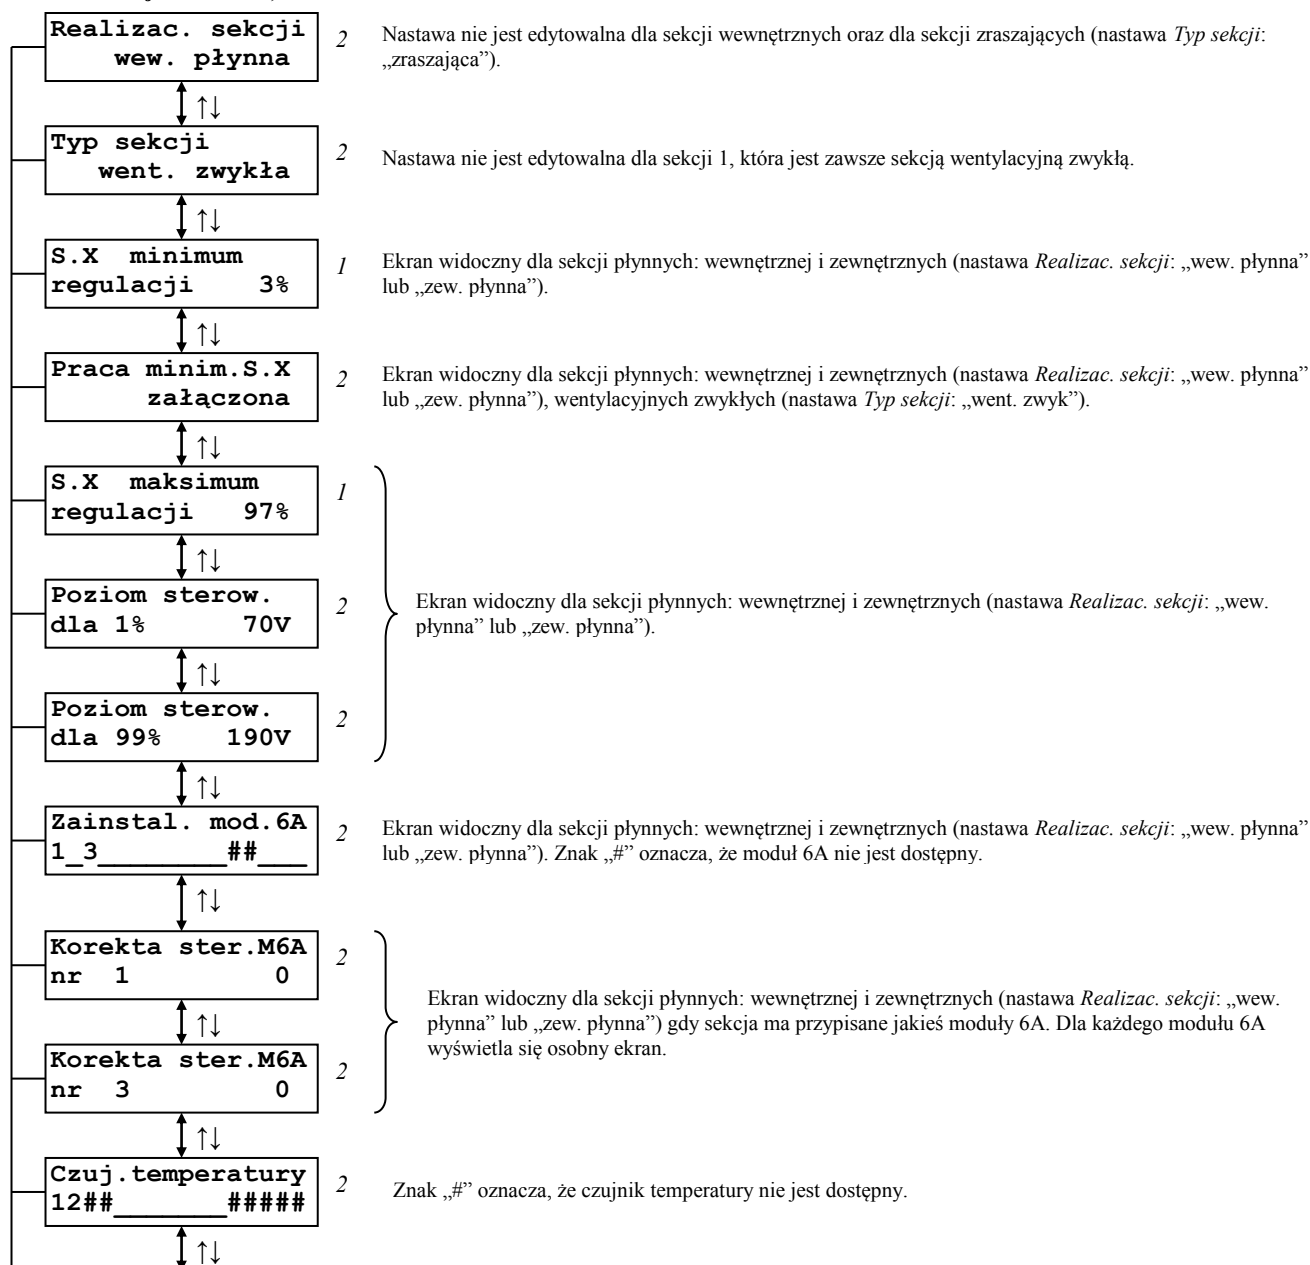 Realizac. sekcji
wew. płynna
2
Nastawa nie jest edytowalna dla sekcji wewnętrznych oraz dla sekcji zraszających (nastawa Typ sekcji:
„zraszająca”).
↑↓
Typ sekcji
went. zwykła
2
Nastawa nie jest edytowalna dla sekcji 1, która jest zawsze sekcją wentylacyjną zwykłą.
↑↓
S.X minimum
regulacji 3%
1
Ekran widoczny dla sekcji płynnych: wewnętrznej i zewnętrznych (nastawa Realizac. sekcji: „wew. płynna”
lub „zew. płynna”).
↑↓
Praca minim.S.X
załączona
2
Ekran widoczny dla sekcji płynnych: wewnętrznej i zewnętrznych (nastawa Realizac. sekcji: „wew. płynna”
lub „zew. płynna”), wentylacyjnych zwykłych (nastawa Typ sekcji: „went. zwyk”).
↑↓
S.X maksimum
regulacji 97%
1
↑↓
Poziom sterow.
dla 1% 70V
2
Ekran widoczny dla sekcji płynnych: wewnętrznej i zewnętrznych (nastawa Realizac. sekcji: „wew.
płynna” lub „zew. płynna”).
↑↓
Poziom sterow.
dla 99% 190V
2
↑↓
Zainstal. mod.6A
1_3________##___
2
Ekran widoczny dla sekcji płynnych: wewnętrznej i zewnętrznych (nastawa Realizac. sekcji: „wew. płynna”
lub „zew. płynna”). Znak „#” oznacza, że moduł 6A nie jest dostępny.
↑↓
Korekta ster.M6A
nr 1 0
2
Ekran widoczny dla sekcji płynnych: wewnętrznej i zewnętrznych (nastawa Realizac. sekcji: „wew.
płynna” lub „zew. płynna”) gdy sekcja ma przypisane jakieś moduły 6A. Dla każdego modułu 6A
wyświetla się osobny ekran.
↑↓
Korekta ster.M6A
nr 3 0
2
↑↓
Czuj.temperatury
12##_______#####
2
Znak „#” oznacza, że czujnik temperatury nie jest dostępny.
↑↓